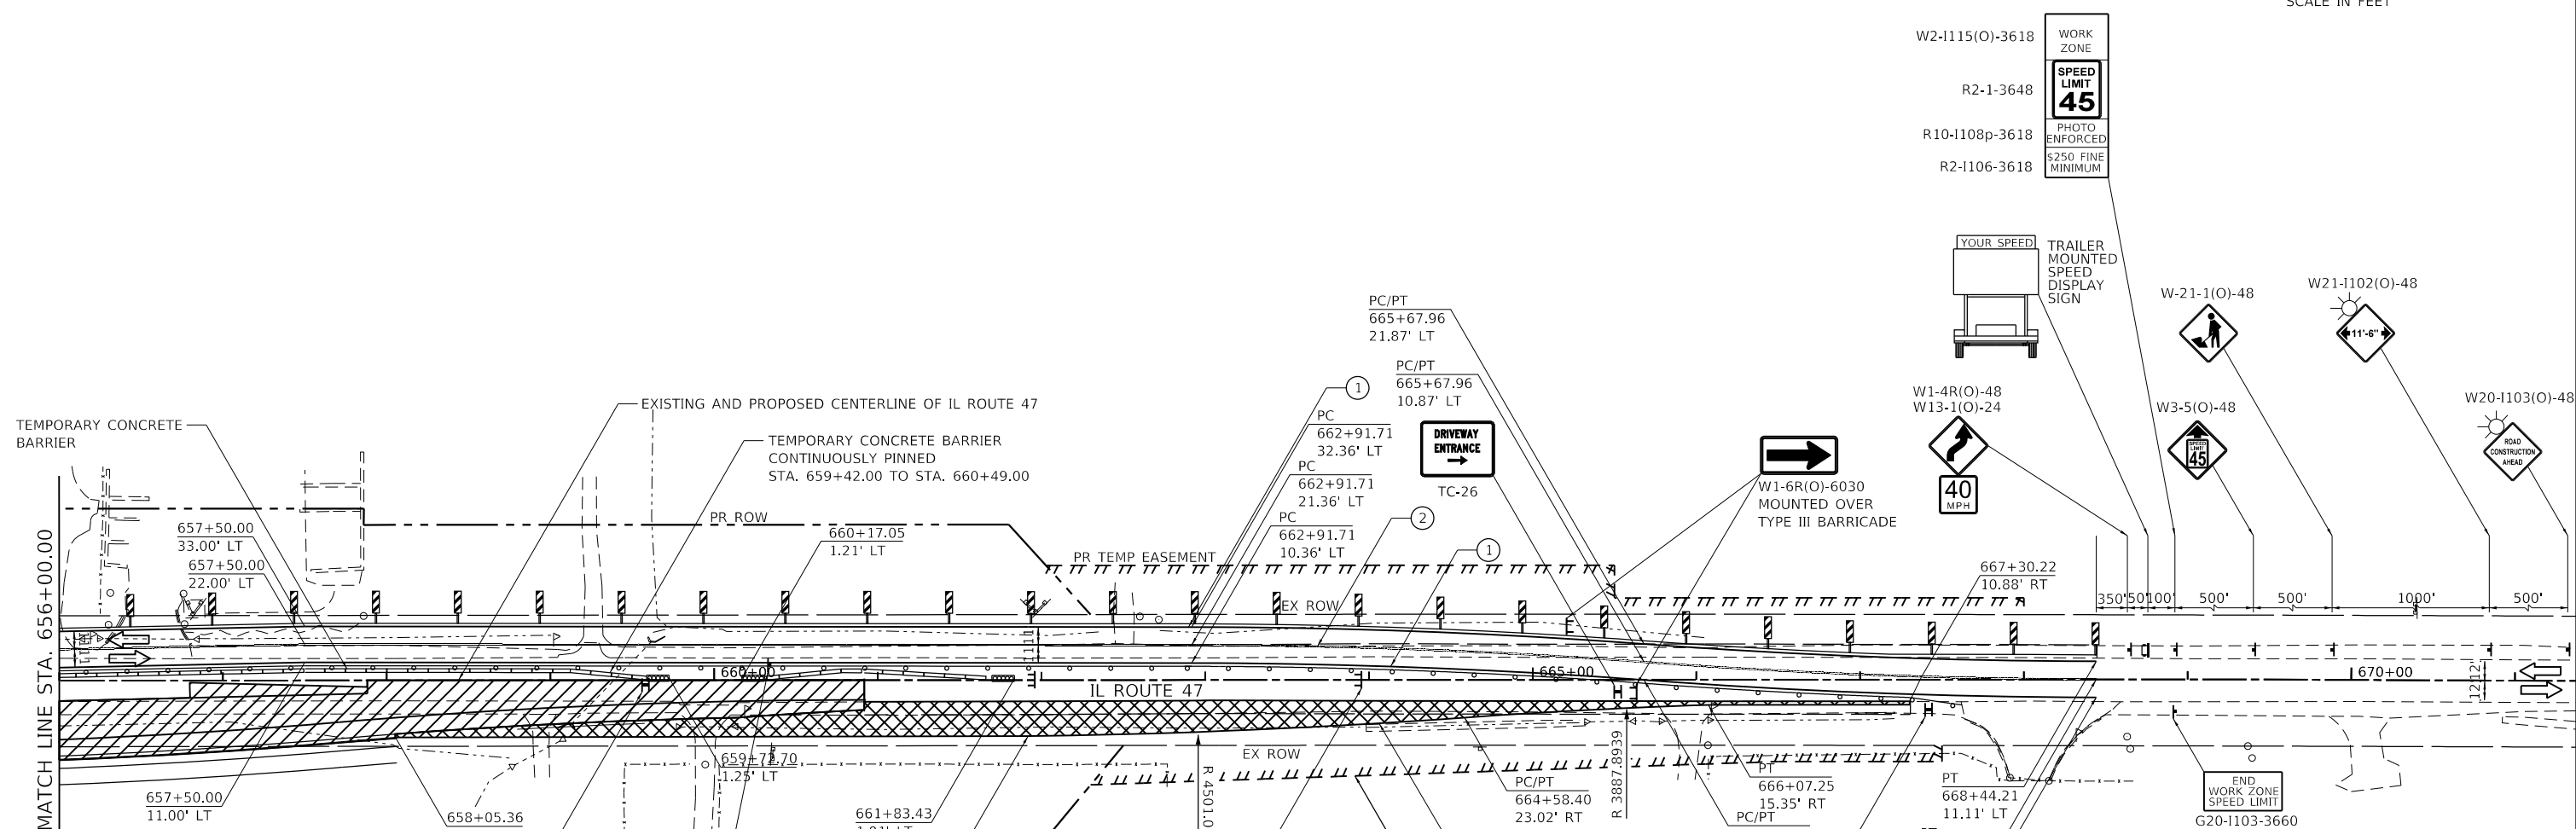 SCALE IN FEET
W2-I115(O)-3618
WORK
ZONE
R2-1-3648
SPEED
LIMIT
45
R10-I108p-3618
PHOTO
ENFORCED
R2-I106-3618
$250 FINE
MINIMUM
YOUR SPEED
TRAILER
MOUNTED
SPEED
DISPLAY
SIGN
W-21-1(O)-48
W21-I102(O)-48
11'-6"
W20-I103(O)-48
ROAD
CONSTRUCTION
AHEAD
W3-5(O)-48
SPEED
LIMIT
45
W1-4R(O)-48
W13-1(O)-24
40
MPH
W1-6R(O)-6030
MOUNTED OVER
TYPE III BARRICADE
DRIVEWAY
ENTRANCE
TC-26
PC/PT
665+67.96
21.87' LT
PC/PT
665+67.96
10.87' LT
1
PC
662+91.71
32.36' LT
PC
662+91.71
21.36' LT
PC
662+91.71
10.36' LT
2
1
EXISTING AND PROPOSED CENTERLINE OF IL ROUTE 47
TEMPORARY CONCRETE BARRIER
CONTINUOUSLY PINNED
STA. 659+42.00 TO STA. 660+49.00
TEMPORARY CONCRETE
BARRIER
MATCH LINE STA. 656+00.00
657+50.00
33.00' LT
657+50.00
22.00' LT
PR ROW
660+17.05
1.21' LT
PR TEMP EASEMENT
EX ROW
667+30.22
10.88' RT
350'
50'
100'
500'
500'
1000'
500'
11
11
660+00
IL ROUTE 47
665+00
670+00
12
12
657+50.00
11.00' LT
658+05.36
659+73.70
1.25' LT
661+83.43
R 4501.0
EX ROW
PC/PT
664+58.40
23.02' RT
R 3887.8939
PT
666+07.25
15.35' RT
PC/PT
PT
668+44.21
11.11' LT
END
WORK ZONE
SPEED LIMIT
G20-I103-3660